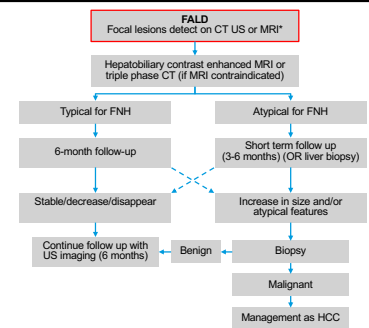 FALD
Focal lesions detect on CT US or MRI*
Hepatobiliary contrast enhanced MRI or
triple phase CT (if MRI contraindicated)
Typical for FNH
Atypical for FNH
6-month follow-up
Short term follow up
(3-6 months) (OR liver biopsy)
Stable/decrease/disappear
Increase in size and/or
atypical features
Continue follow up with
US imaging (6 months)
Benign
Biopsy
Malignant
Management as HCC